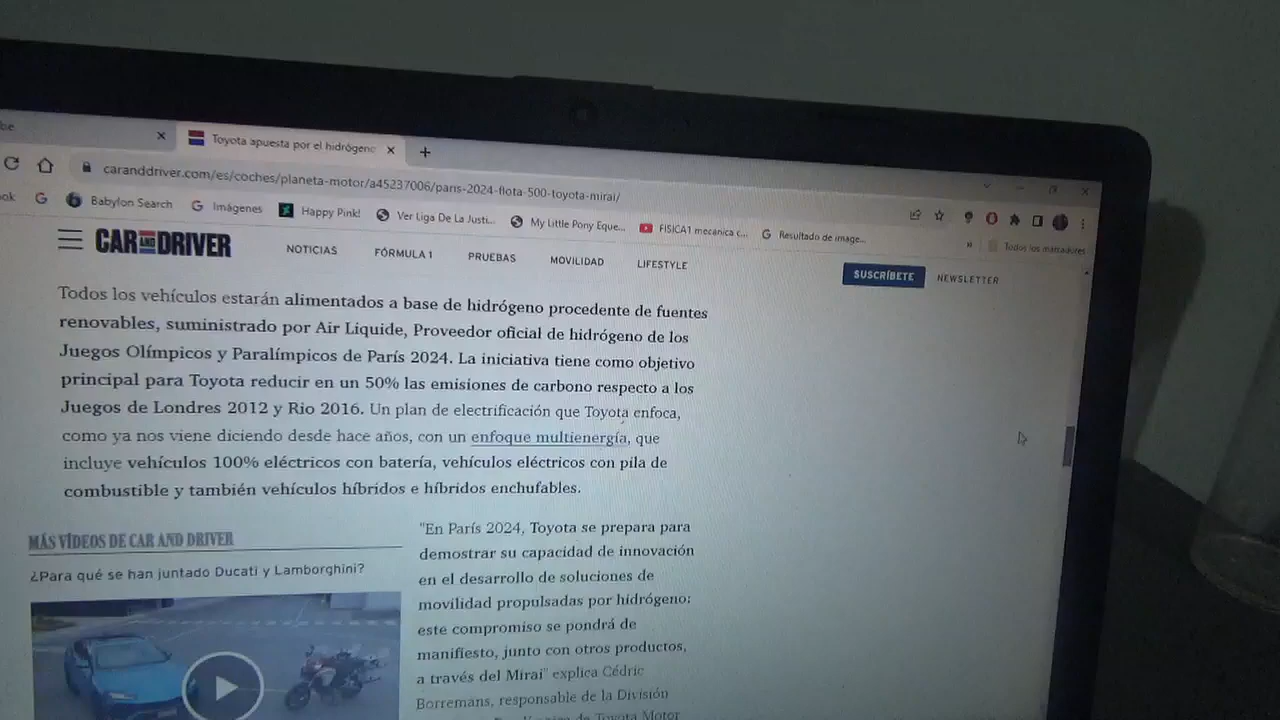 be
Toyota apuesta por el hidrógeno
caranddriver.com/es/coches/planeta-motor/a45237006/paris-2024-flota-500-toyota-mirai/
ok
Babylon Search
Imágenes
Happy Pink!
Ver Liga De La Justi...
My Little Pony Eque...
FISICA1 mecanica c...
Resultado de image...
Todos los marcadores
CAR AND DRIVER
NOTICIAS
FÓRMULA 1
PRUEBAS
MOVILIDAD
LIFESTYLE
SUSCRÍBETE
NEWSLETTER
Todos los vehículos estarán alimentados a base de hidrógeno procedente de fuentes
renovables, suministrado por Air Liquide, Proveedor oficial de hidrógeno de los
Juegos Olímpicos y Paralímpicos de París 2024. La iniciativa tiene como objetivo
principal para Toyota reducir en un 50% las emisiones de carbono respecto a los
Juegos de Londres 2012 y Rio 2016. Un plan de electrificación que Toyota enfoca,
como ya nos viene diciendo desde hace años, con un enfoque multienergía, que
incluye vehículos 100% eléctricos con batería, vehículos eléctricos con pila de
combustible y también vehículos híbridos e híbridos enchufables.
MÁS VÍDEOS DE CAR AND DRIVER
¿Para qué se han juntado Ducati y Lamborghini?
"En París 2024, Toyota se prepara para
demostrar su capacidad de innovación
en el desarrollo de soluciones de
movilidad propulsadas por hidrógeno:
este compromiso se pondrá de
manifiesto, junto con otros productos,
a través del Mirai" explica Cédric
Borremans, responsable de la División
de Toyota Motor